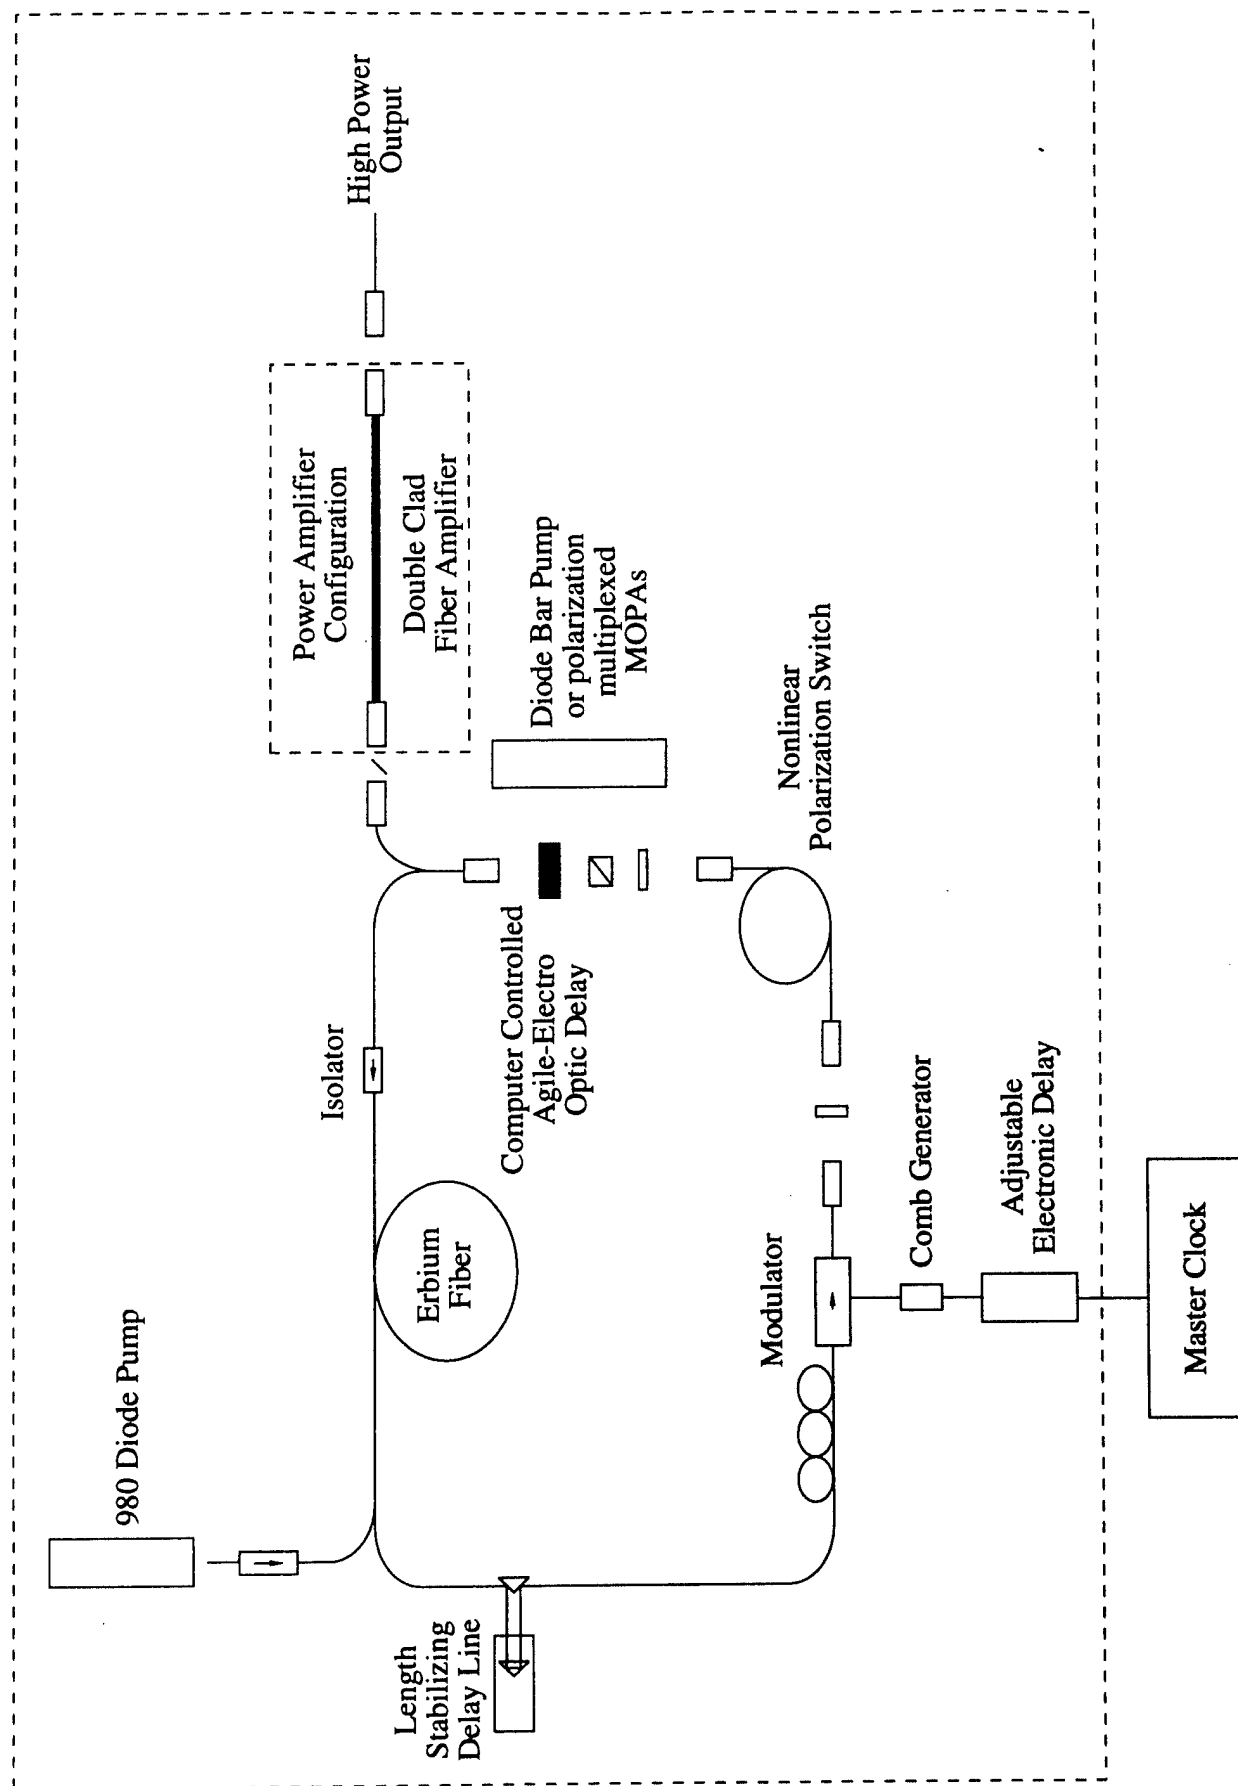 980 Diode Pump
Length
Stabilizing
Delay Line
Erbium
Fiber
Isolator
Power Amplifier
Configuration
Double Clad
Fiber Amplifier
High Power
Output
Computer Controlled
Agile-Electro
Optic Delay
Diode Bar Pump
or polarization
multiplexed
MOPAs
Nonlinear
Polarization Switch
Modulator
Comb Generator
Adjustable
Electronic Delay
Master Clock